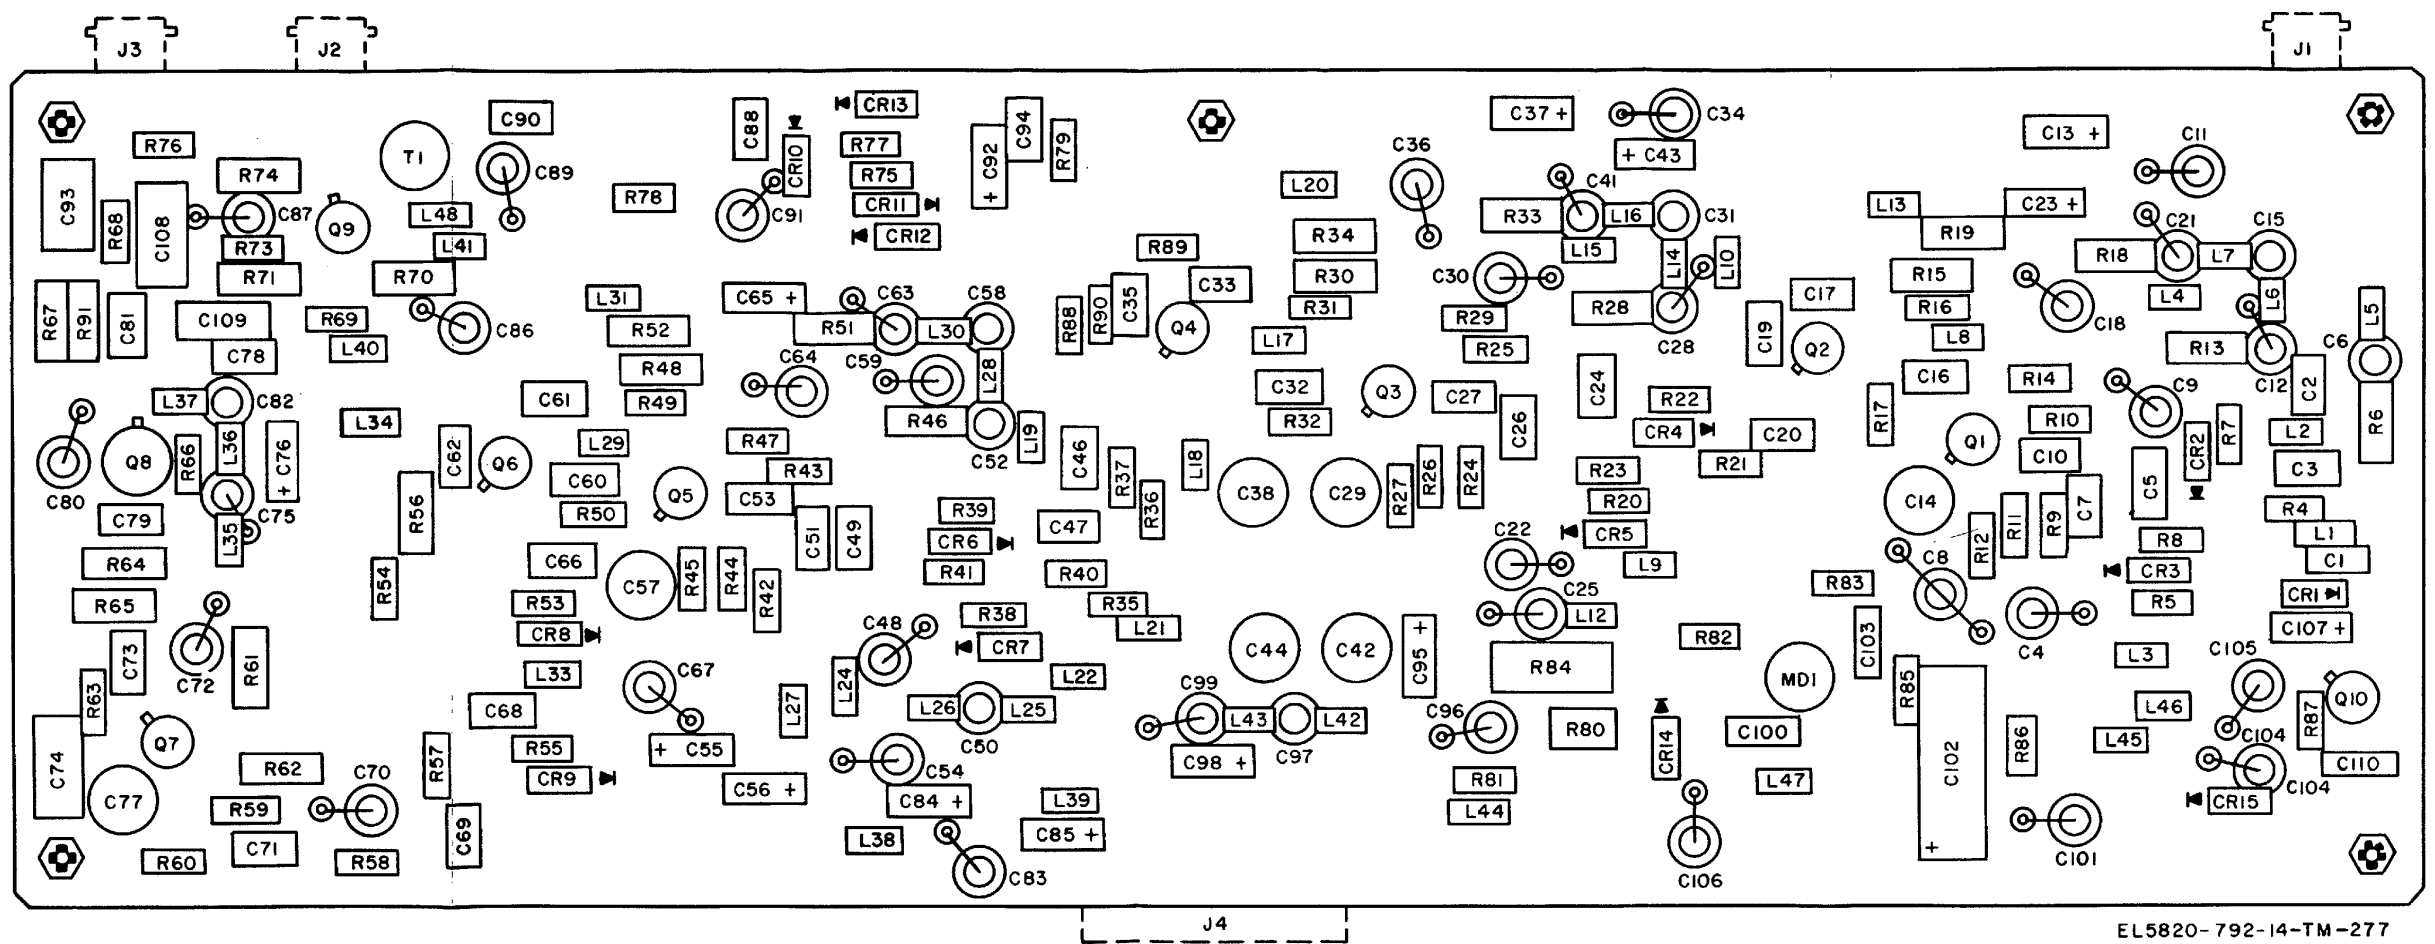 J3 J2 J1
C90 C88 CR13 C94 C37 + C34
R76 T1 CR10 R77 C92 + R79 + C43 C36 C13 + C11
C93 R74 C89 R78 R75 L20 C41
R68 C108 C87 Q9 L48 C91 CR11 R33 L16 C31 L13 C23 + C21 C15
R73 L41 CR12 R89 R34 L15 L14 L10 R19 R18 L7
R71 R70 L31 C65 + C63 C58 C35 C33 R30 C30 R15 L4 L6
R67 R91 C81 C109 R69 C86 R52 R51 L30 R88 R90 Q4 R31 R29 R28 C17 R16 C18 L5
C78 L40 C64 C59 L28 L17 R25 C28 C19 Q2 L8 R13 C6
L37 C82 L34 C61 R48 R49 R46 C32 Q3 C27 C24 R22 C16 R14 C9 C12 C2 R6
Q8 R66 L36 C76 + C62 Q6 L29 R47 C52 L19 C46 R32 C26 CR4 C20 R17 Q1 R10 CR2 R7 L2
C80 L35 C75 R56 C60 Q5 C53 R43 R37 L18 C38 C29 R27 R26 R24 R23 R21 C14 C10 C5 C3
C79 R50 C51 C49 R39 C47 R36 R20 R12 R11 R9 C7 R4
R64 R54 C66 C57 R45 R44 R42 CR6 R41 R40 C22 CR5 L9 C8 R8 L1 C1
R65 R53 R38 R35 C25 L12 R83 C4 CR3 R5 CR1
C73 C72 R61 CR8 C48 CR7 L21 C44 C42 C95 + R84 R82 C103 C107 +
R63 L33 C67 L27 L24 L22 MD1 R85 L3 C105
C74 Q7 C68 L26 C50 L25 C99 L43 C97 L42 C96 R80 CR14 C100 R86 L46 R87 Q10
R62 C70 R57 R55 + C55 C54 C98 + L45 C104 C110
C77 R59 CR9 C56 + C84 + L39 R81 L47 C102 + C104
C71 C69 L38 C85 + L44 CR15
R60 R58 C83 C106 C101
J4
EL5820-792-14-TM-277